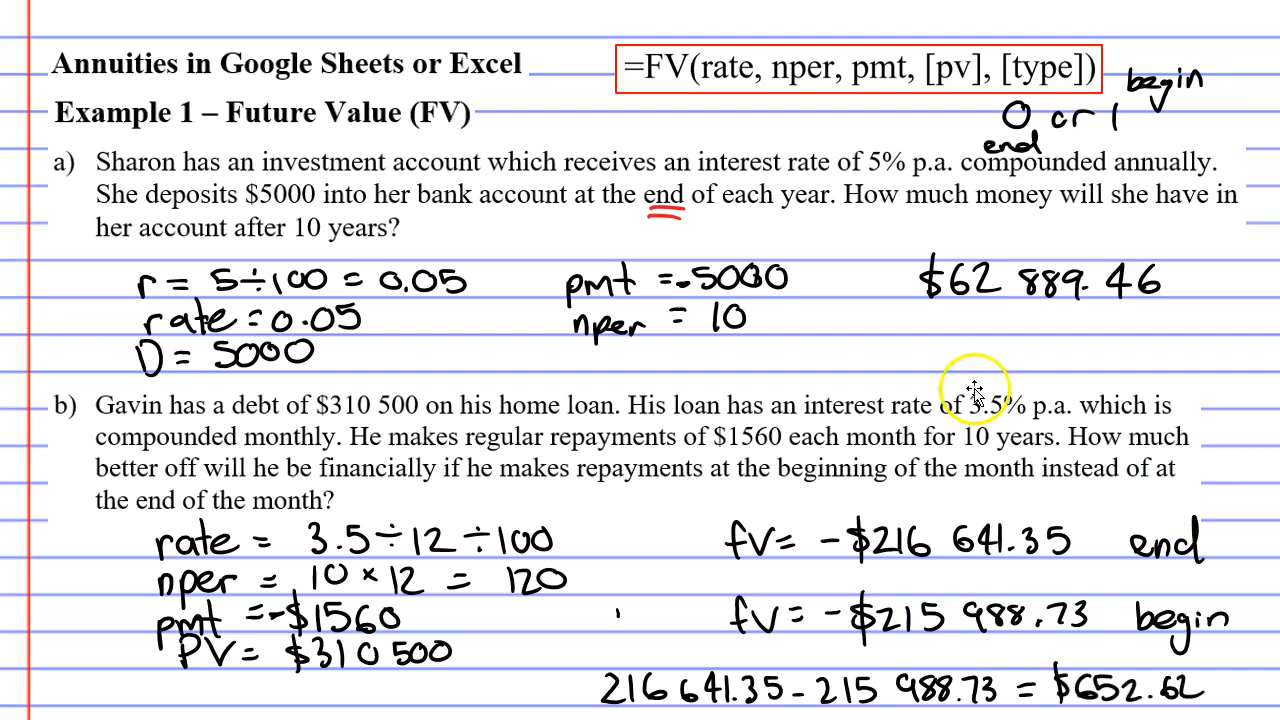 Annuities in Google Sheets or Excel
=FV(rate, nper, pmt, [pv], [type])
begin
0 or 1
end
Example 1 – Future Value (FV)
a) Sharon has an investment account which receives an interest rate of 5% p.a. compounded annually.
She deposits $5000 into her bank account at the end of each year. How much money will she have in
her account after 10 years?
r = 5÷100 = 0.05
rate = 0.05
D = 5000
pmt = -5000
nper = 10
$62 889.46
b) Gavin has a debt of $310 500 on his home loan. His loan has an interest rate of 3.5% p.a. which is
compounded monthly. He makes regular repayments of $1560 each month for 10 years. How much
better off will he be financially if he makes repayments at the beginning of the month instead of at
the end of the month?
rate = 3.5÷12÷100
nper = 10 × 12 = 120
pmt = -$1560
PV = $310 500
fV = -$216 641.35 end
fV = -$215 988.73 begin
216 641.35 - 215 988.73 = $652.62